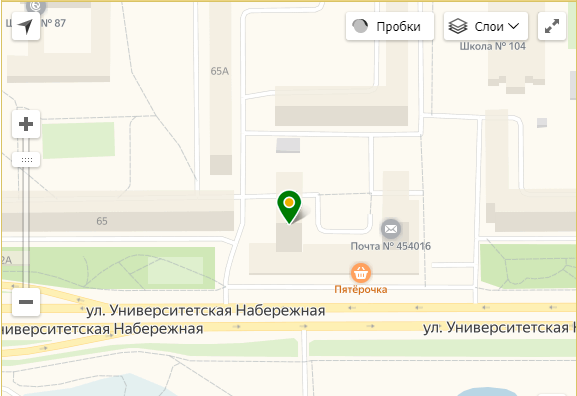 Ш № 87
Пробки
Слои
Школа № 104
65А
65
2А
Почта № 454016
Пятёрочка
ул. Университетская Набережная
ниверситетская Набережная
ул. Университетская Н